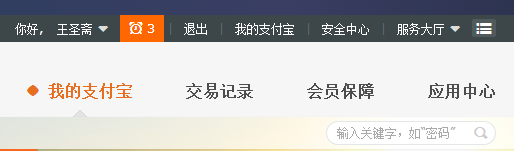 你好， 王圣斋 3 退出 我的支付宝 安全中心 服务大厅
我的支付宝 交易记录 会员保障 应用中心
输入关键字，如"密码"